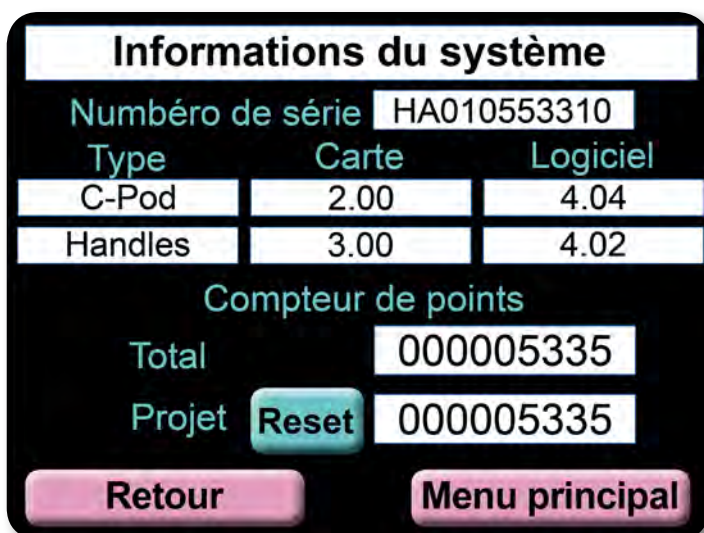 Informations du système
Numbéro de série HA010553310
Type Carte Logiciel
C-Pod 2.00 4.04
Handles 3.00 4.02
Compteur de points
Total 000005335
Projet Reset 000005335
Retour Menu principal